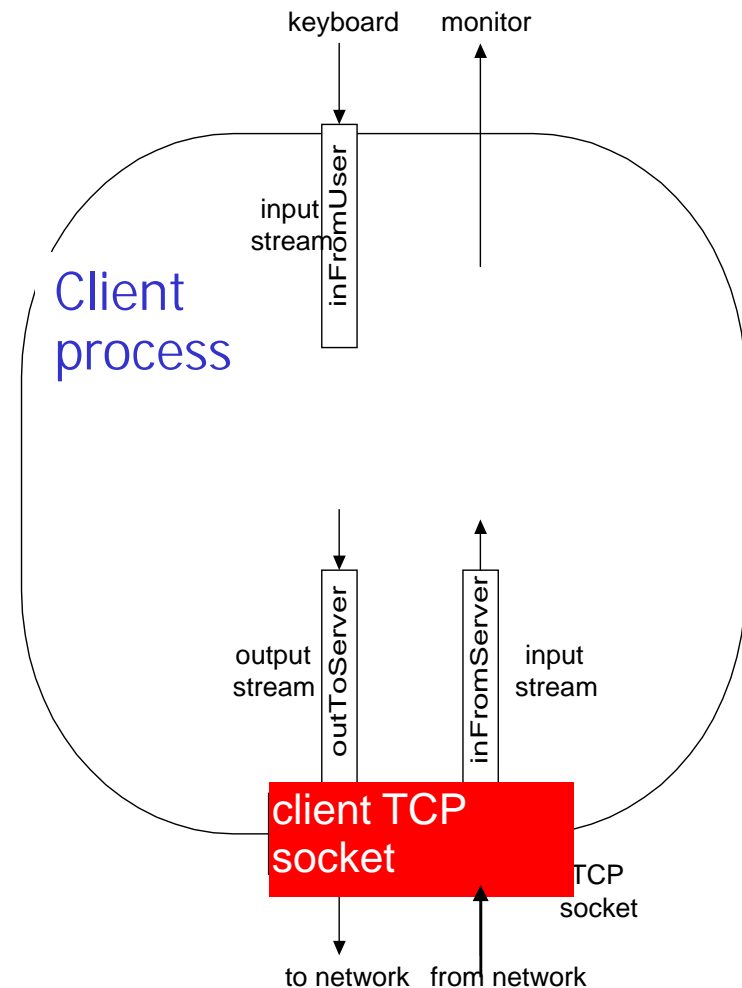 keyboard monitor
input
stream
inFromUser
Client
process
output
stream
outToServer
inFromServer
input
stream
client TCP
socket
TCP
socket
to network from network